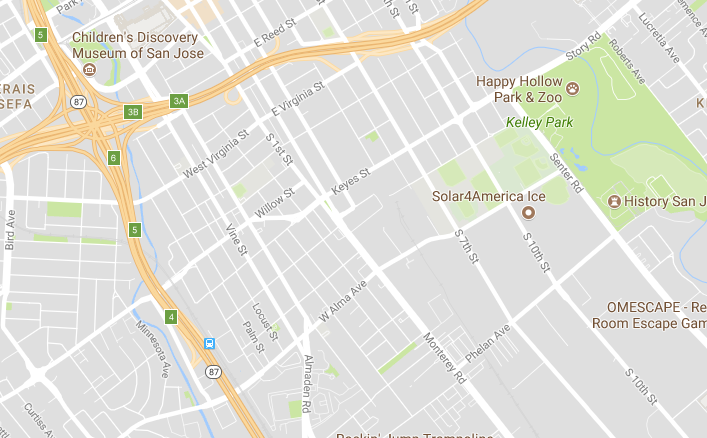 Park
E Reed St
Story Rd
Lucretia Ave
Roberts Ave
5
Children's Discovery
Museum of San Jose
87
3B
3A
E Virginia St
Happy Hollow
Park & Zoo
Kelley Park
6
West Virginia St
S 1st St
Keyes St
Senter Rd
Willow St
Solar4America Ice
History San J
Bird Ave
5
Vine St
S 7th St
S 10th St
W Alma Ave
4
Minnesota Ave
Locust St
Palm St
OMESCAPE - Re
Room Escape Gam
Phelan Ave
87
Almaden Rd
Monterey Rd
S 10th St
Curtiss Ave